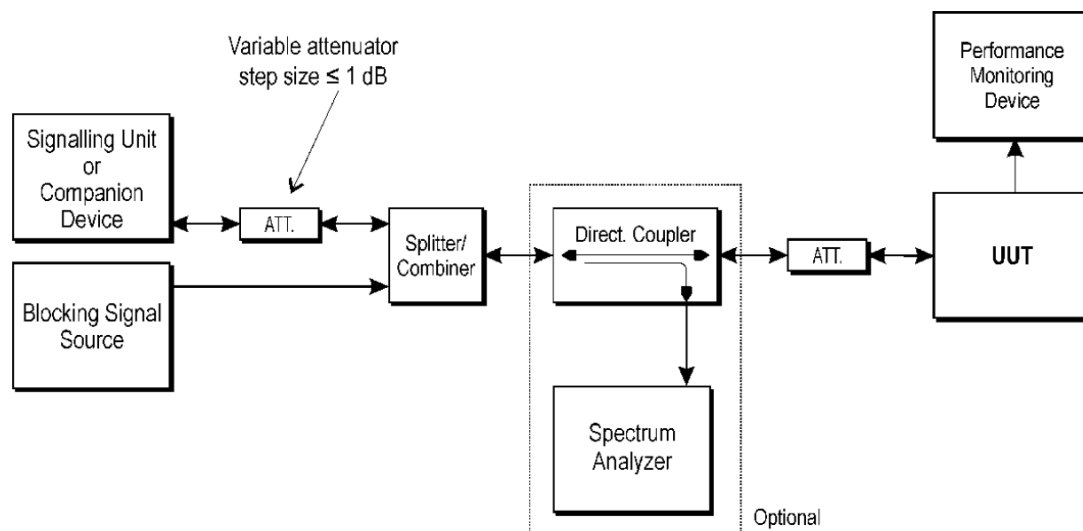 Variable attenuator
step size ≤ 1 dB
Performance
Monitoring
Device
Signalling Unit
or
Companion
Device
ATT.
Splitter/
Combiner
Direct. Coupler
ATT.
UUT
Blocking Signal
Source
Spectrum
Analyzer
Optional